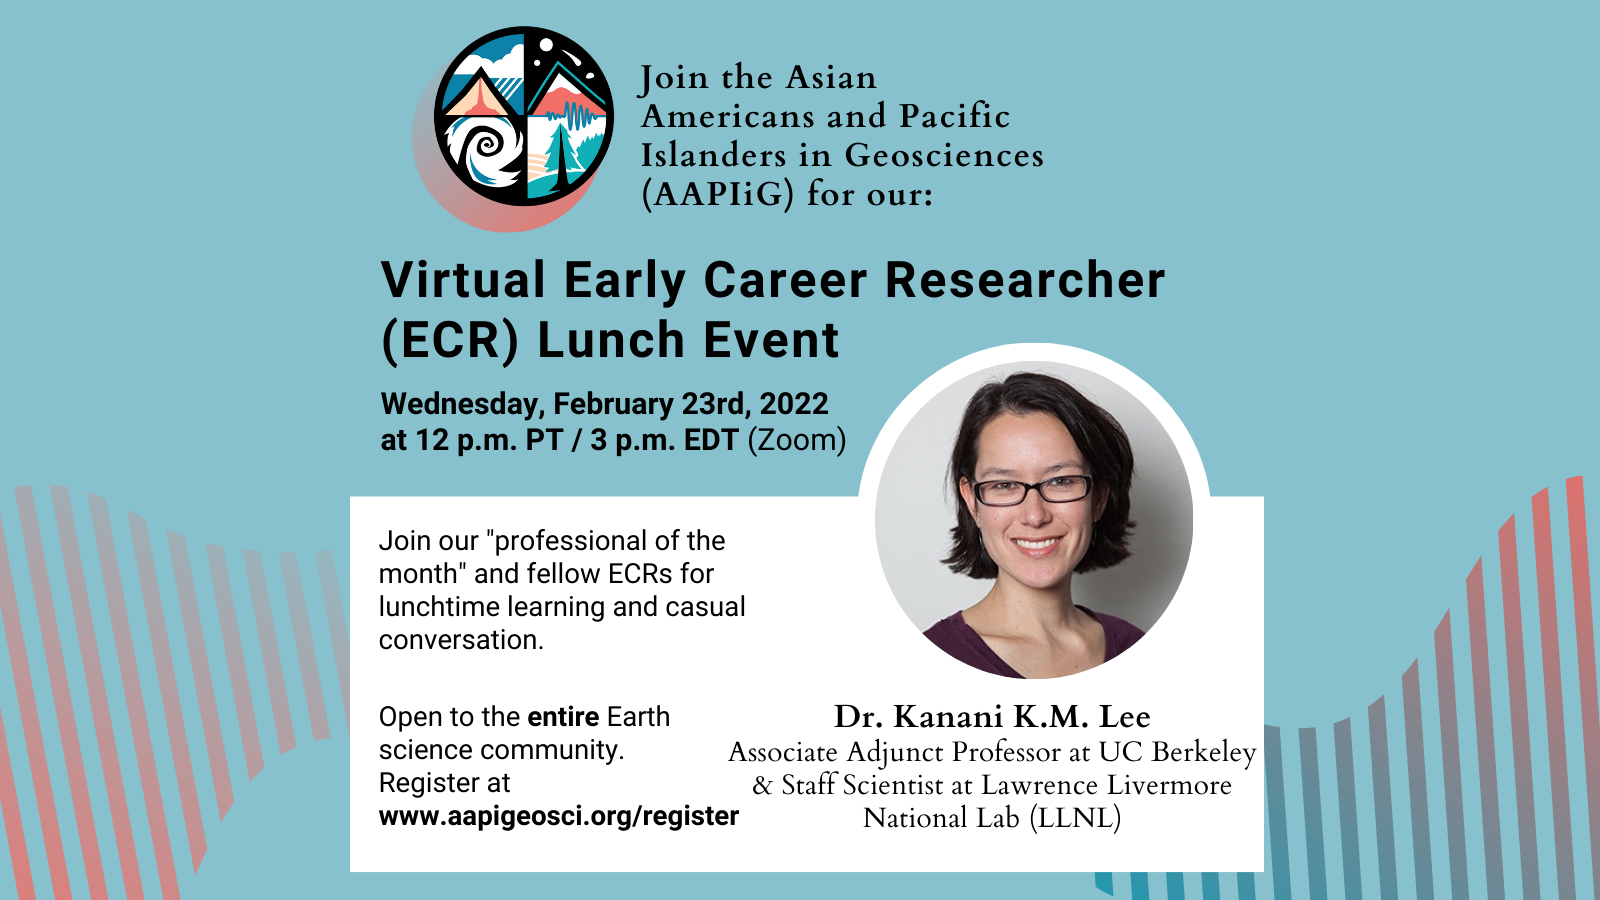 Join the Asian
Americans and Pacific
Islanders in Geosciences
(AAPIiG) for our:
Virtual Early Career Researcher
(ECR) Lunch Event
Wednesday, February 23rd, 2022
at 12 p.m. PT / 3 p.m. EDT (Zoom)
Join our "professional of the
month" and fellow ECRs for
lunchtime learning and casual
conversation.
Open to the entire Earth
science community.
Register at
www.aapigeosci.org/register
Dr. Kanani K.M. Lee
Associate Adjunct Professor at UC Berkeley
& Staff Scientist at Lawrence Livermore
National Lab (LLNL)